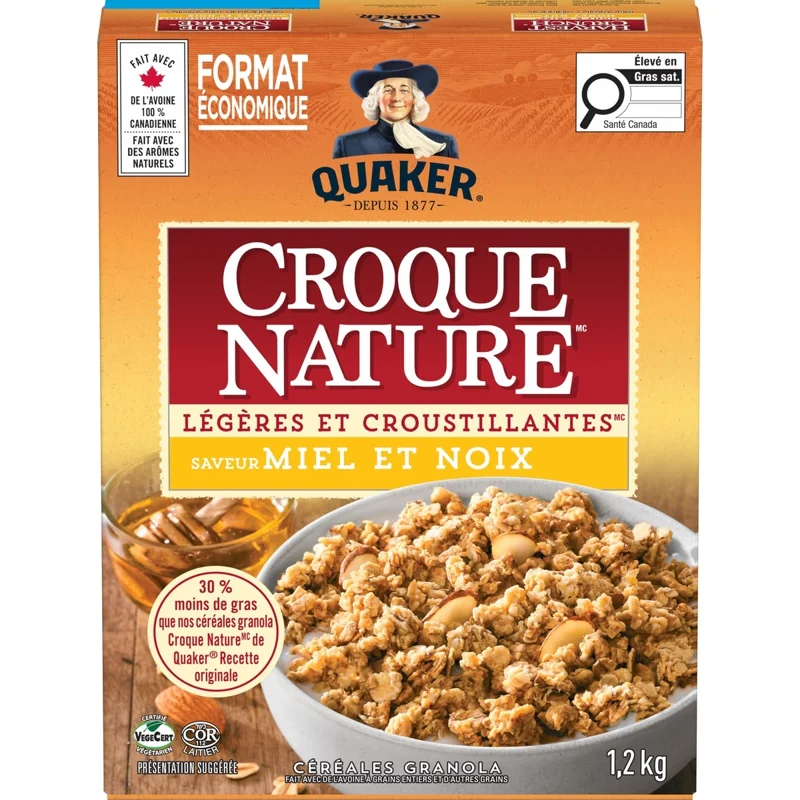 FAIT AVEC
DE L'AVOINE
100 %
CANADIENNE
FAIT AVEC
DES ARÔMES
NATURELS
FORMAT
ÉCONOMIQUE
QUAKER®
-DEPUIS 1877-
Élevé en
Gras sat.
Santé Canada
CROQUE
NATURE MC
LÉGÈRES ET CROUSTILLANTES MC
SAVEUR MIEL ET NOIX
30 %
moins de gras
que nos céréales granola
Croque Nature MC de
Quaker® Recette
originale
CERTIFIÉ
VEGECERT
VÉGÉTARIEN
COR
LAITIER
PRÉSENTATION SUGGÉRÉE
CÉRÉALES GRANOLA
FAIT AVEC DE L'AVOINE À GRAINS ENTIERS ET D'AUTRES GRAINS
1,2 kg